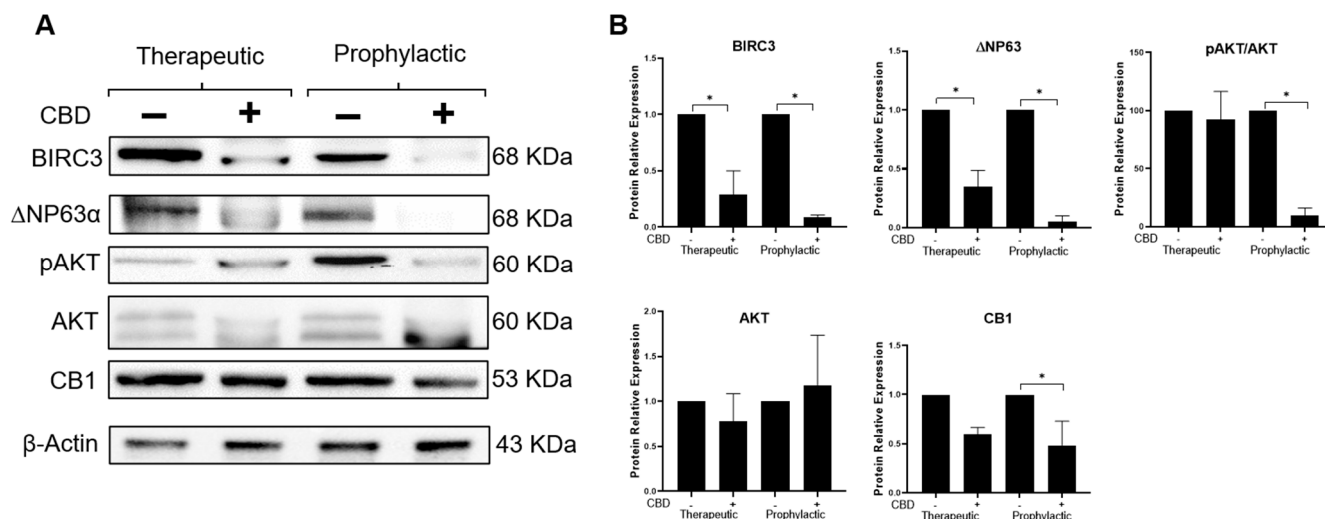 A
Therapeutic Prophylactic
CBD − + − +
BIRC3 68 KDa
ΔNP63α 68 KDa
pAKT 60 KDa
AKT 60 KDa
CB1 53 KDa
β-Actin 43 KDa
B
BIRC3
Protein Relative Expression
1.5
1.0
0.5
0.0
* *
CBD - + - +
Therapeutic Prophylactic
ΔNP63
Protein Relative Expression
1.5
1.0
0.5
0.0
* *
CBD - + - +
Therapeutic Prophylactic
pAKT/AKT
Protein Relative Expression
150
100
50
0
*
CBD - + - +
Therapeutic Prophylactic
AKT
Protein Relative Expression
2.0
1.5
1.0
0.5
0.0
CBD - + - +
Therapeutic Prophylactic
CB1
Protein Relative Expression
1.5
1.0
0.5
0.0
*
CBD - + - +
Therapeutic Prophylactic